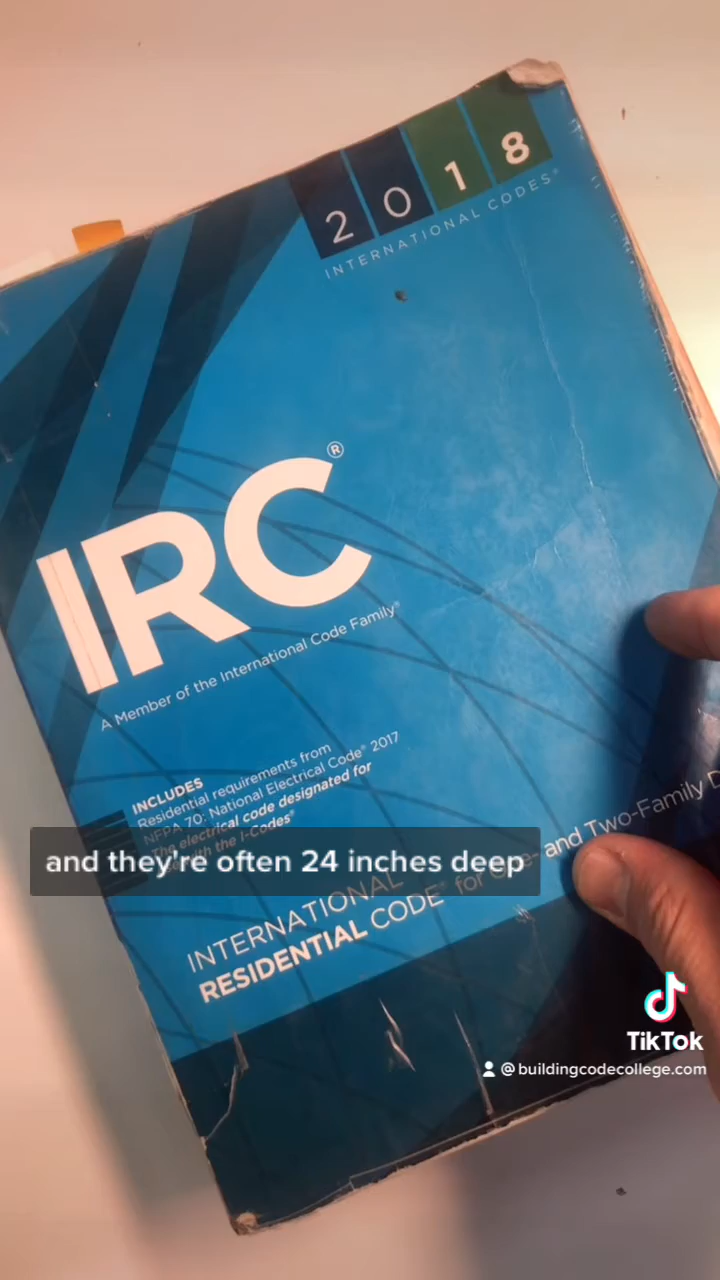 2018
INTERNATIONAL CODES®
IRC®
A Member of the International Code Family®
INCLUDES
Residential requirements from
NFPA 70: National Electrical Code® 2017
The electrical code designated for
with the I-Codes®
and they're often 24 inches deep
INTERNATIONAL
RESIDENTIAL CODE® for One- and Two-Family
TikTok
@buildingcodecollege.com